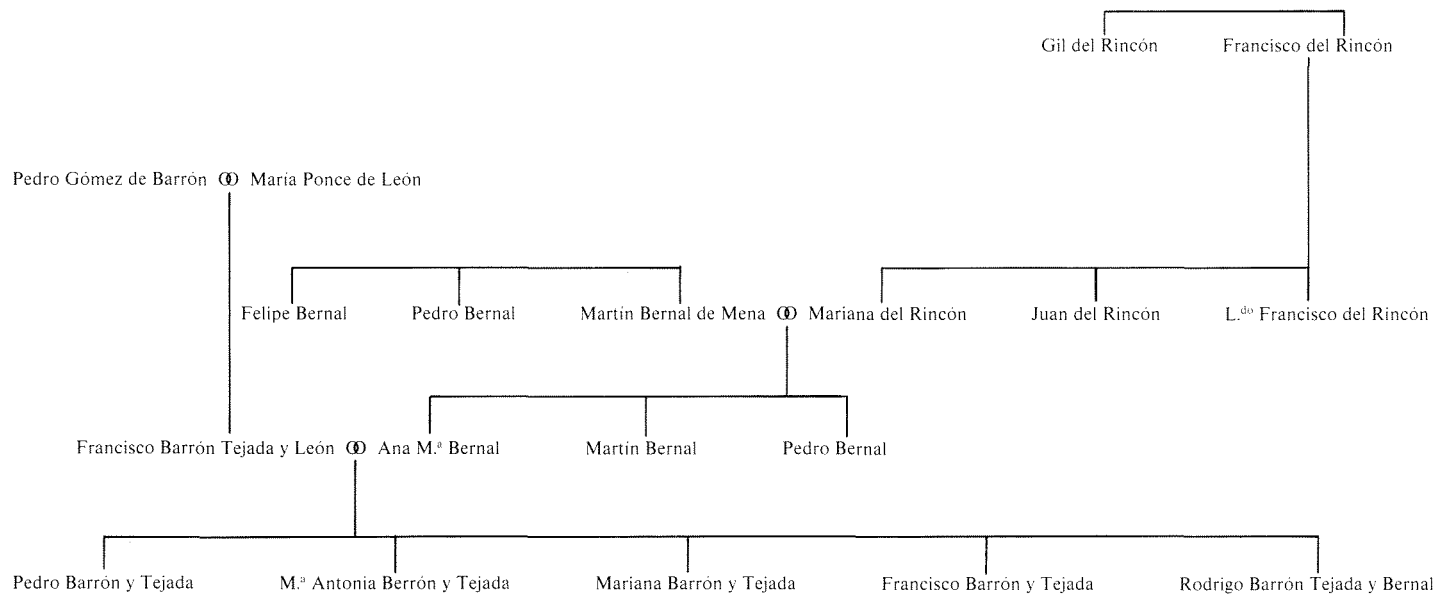 Gil del Rincón Francisco del Rincón
Pedro Gómez de Barrón ⚭ María Ponce de León
Felipe Bernal Pedro Bernal Martín Bernal de Mena ⚭ Mariana del Rincón Juan del Rincón L.do Francisco del Rincón
Francisco Barrón Tejada y León ⚭ Ana M.ª Bernal Martín Bernal Pedro Bernal
Pedro Barrón y Tejada M.ª Antonia Berrón y Tejada Mariana Barrón y Tejada Francisco Barrón y Tejada Rodrigo Barrón Tejada y Bernal